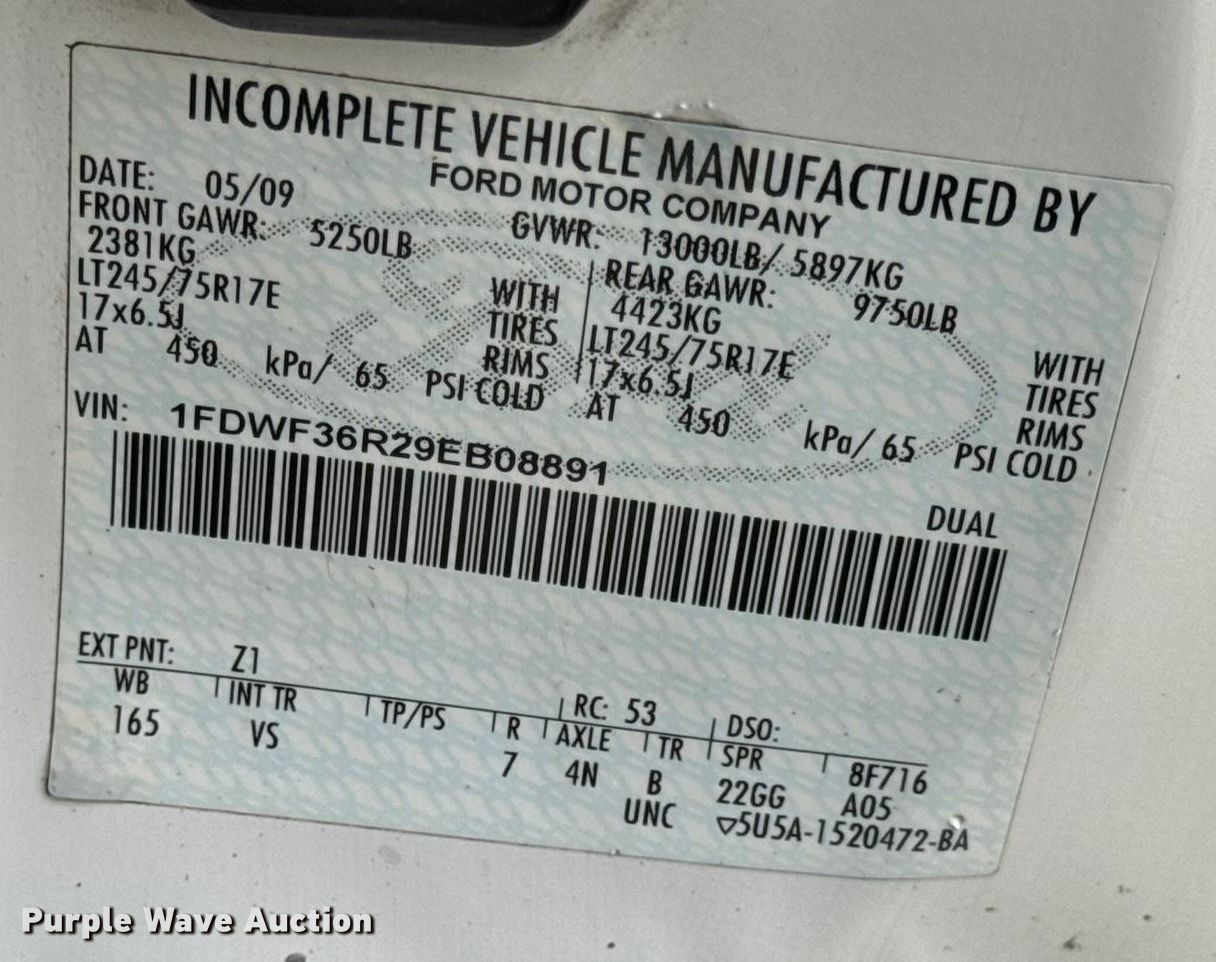 INCOMPLETE VEHICLE MANUFACTURED BY
FORD MOTOR COMPANY
DATE: 05/09 GVWR: 13000LB/ 5897KG
FRONT GAWR: 5250LB REAR GAWR: 9750LB
2381KG WITH 4423KG WITH
LT245/75R17E TIRES LT245/75R17E TIRES
17x6.5J RIMS 17x6.5J RIMS
AT 450 kPa/ 65 PSI COLD AT 450 kPa/ 65 PSI COLD
VIN: 1FDWF36R29EB08891
DUAL
EXT PNT: Z1 RC: 53 DSO:
WB INT TR TP/PS R AXLE TR SPR 8F716
165 VS 7 4N B 22GG A05
UNC ▽5U5A-1520472-BA
Purple Wave Auction